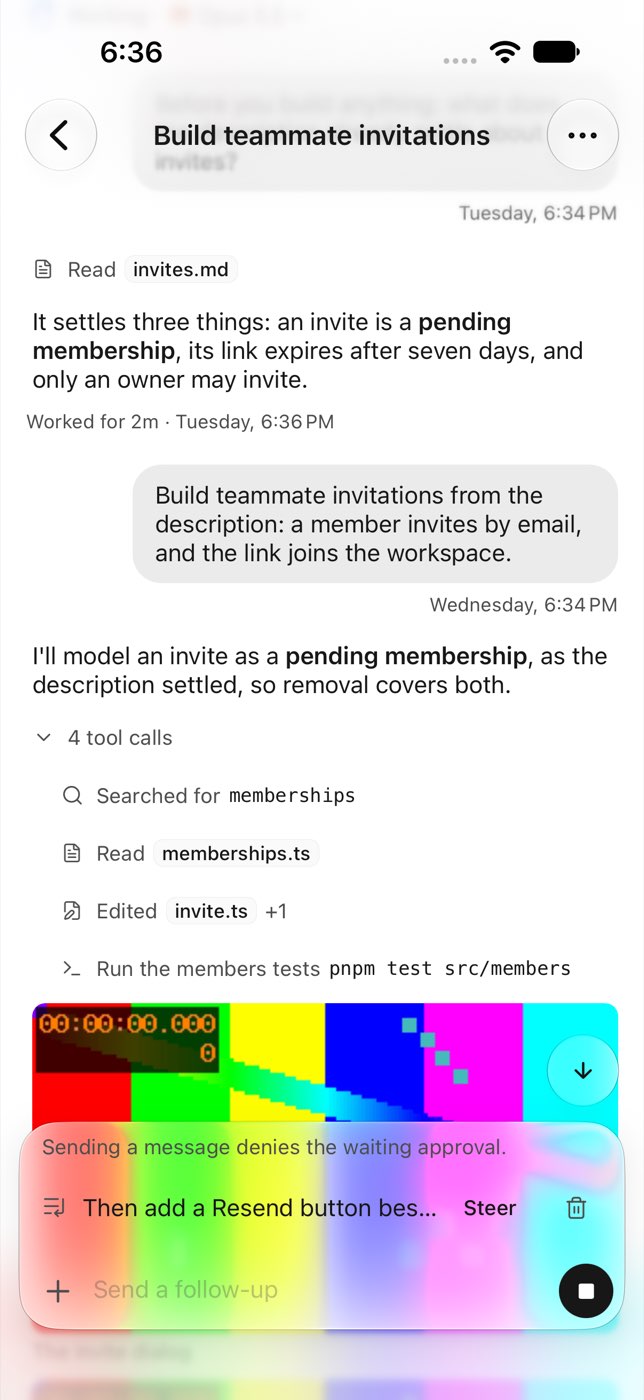 6:36
Build teammate invitations
invites?
Tuesday, 6:34 PM
Read invites.md
It settles three things: an invite is a pending
membership, its link expires after seven days, and
only an owner may invite.
Worked for 2m · Tuesday, 6:36 PM
Build teammate invitations from the
description: a member invites by email,
and the link joins the workspace.
Wednesday, 6:34 PM
I'll model an invite as a pending membership, as the
description settled, so removal covers both.
4 tool calls
Searched for memberships
Read memberships.ts
Edited invite.ts +1
Run the members tests pnpm test src/members
00:00:00.000
0
Sending a message denies the waiting approval.
Then add a Resend button bes... Steer
Send a follow-up
The invite dialog